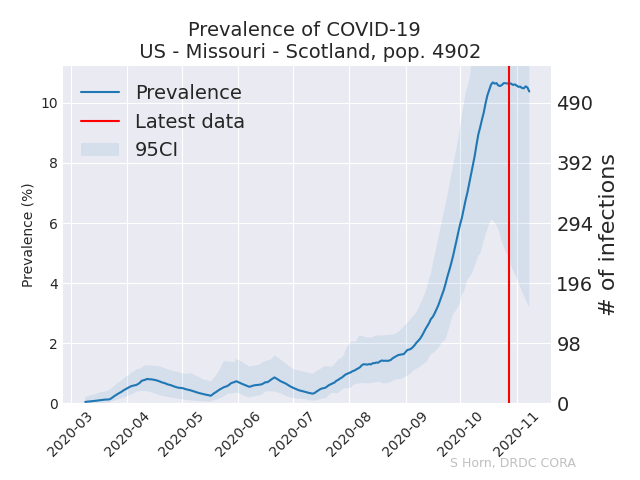 Prevalence of COVID-19
US - Missouri - Scotland, pop. 4902
Prevalence
Latest data
95CI
Prevalence (%)
10
8
6
4
2
0
490
392
294
196
98
0
# of infections
2020-03
2020-04
2020-05
2020-06
2020-07
2020-08
2020-09
2020-10
2020-11
S Horn, DRDC CORA